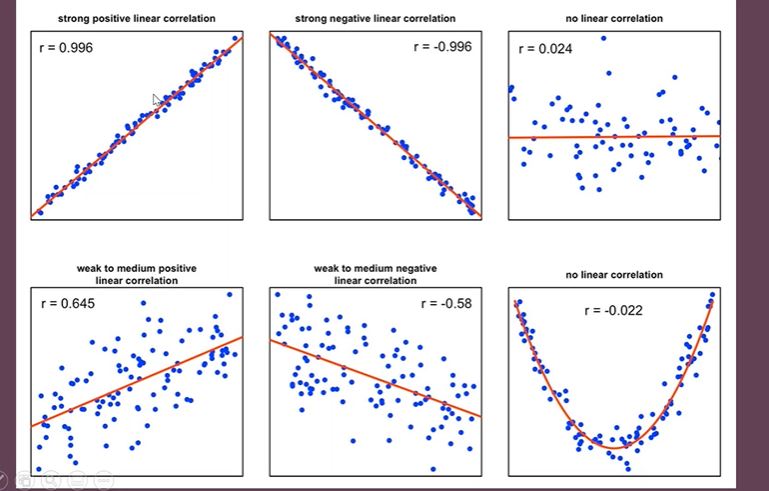 strong positive linear correlation
strong negative linear correlation
no linear correlation
r = 0.996
r = -0.996
r = 0.024
weak to medium positive
linear correlation
weak to medium negative
linear correlation
no linear correlation
r = 0.645
r = -0.58
r = -0.022